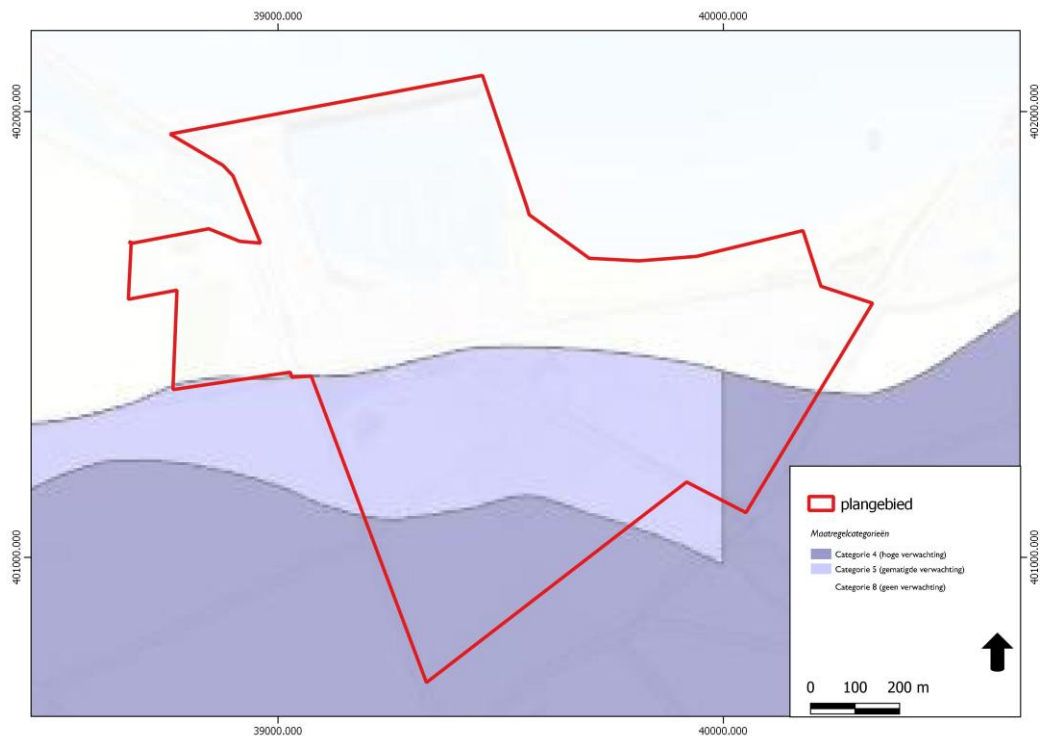 39000.000 40000.000
402000.000 402000.000
401000.000 401000.000
plangebied
Maatregelcategorieën
Categorie 4 (hoge verwachting)
Categorie 5 (gematigde verwachting)
Categorie 8 (geen verwachting)
0 100 200 m
39000.000 40000.000